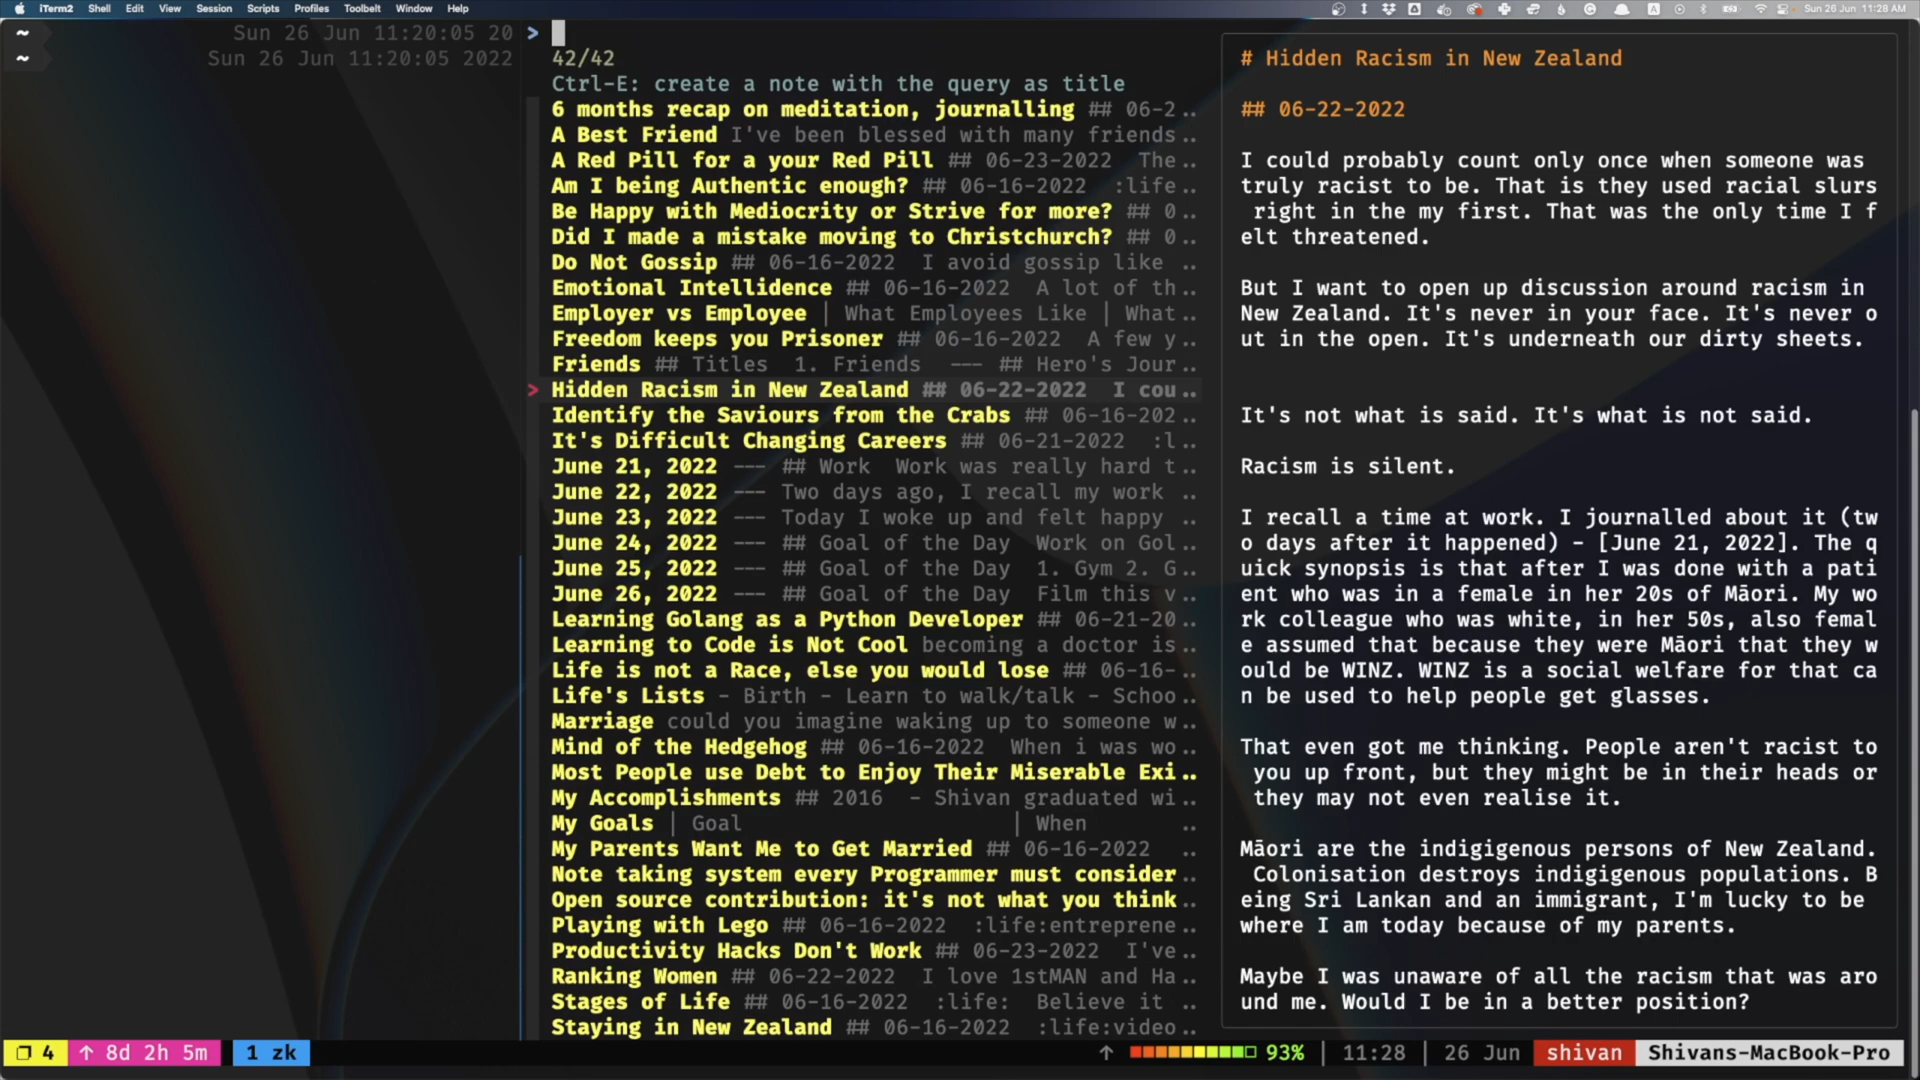 iTerm2 Shell Edit View Session Scripts Profiles Toolbelt Window Help
Sun 26 Jun 11:28 AM
~ Sun 26 Jun 11:20:05 20
~ Sun 26 Jun 11:20:05 2022
>
42/42
Ctrl-E: create a note with the query as title
6 months recap on meditation, journalling ## 06-2..
A Best Friend I've been blessed with many friends..
A Red Pill for a your Red Pill ## 06-23-2022 The..
Am I being Authentic enough? ## 06-16-2022 :life..
Be Happy with Mediocrity or Strive for more? ## 0..
Did I made a mistake moving to Christchurch? ## 0..
Do Not Gossip ## 06-16-2022 I avoid gossip like ..
Emotional Intellidence ## 06-16-2022 A lot of th..
Employer vs Employee | What Employees Like | What..
Freedom keeps you Prisoner ## 06-16-2022 A few y..
Friends ## Titles 1. Friends --- ## Hero's Jour..
> Hidden Racism in New Zealand ## 06-22-2022 I cou..
Identify the Saviours from the Crabs ## 06-16-202..
It's Difficult Changing Careers ## 06-21-2022 :l..
June 21, 2022 --- ## Work Work was really hard t..
June 22, 2022 --- Two days ago, I recall my work ..
June 23, 2022 --- Today I woke up and felt happy ..
June 24, 2022 --- ## Goal of the Day Work on Gol..
June 25, 2022 --- ## Goal of the Day 1. Gym 2. G..
June 26, 2022 --- ## Goal of the Day Film this v..
Learning Golang as a Python Developer ## 06-21-20..
Learning to Code is Not Cool becoming a doctor is..
Life is not a Race, else you would lose ## 06-16-..
Life's Lists - Birth - Learn to walk/talk - Schoo..
Marriage could you imagine waking up to someone w..
Mind of the Hedgehog ## 06-16-2022 When i was wo..
Most People use Debt to Enjoy Their Miserable Exi..
My Accomplishments ## 2016 - Shivan graduated wi..
My Goals | Goal | When ..
My Parents Want Me to Get Married ## 06-16-2022 ..
Note taking system every Programmer must consider..
Open source contribution: it's not what you think..
Playing with Lego ## 06-16-2022 :life:entreprene..
Productivity Hacks Don't Work ## 06-23-2022 I've..
Ranking Women ## 06-22-2022 I love 1stMAN and Ha..
Stages of Life ## 06-16-2022 :life: Believe it ..
Staying in New Zealand ## 06-16-2022 :life:video..
# Hidden Racism in New Zealand
## 06-22-2022
I could probably count only once when someone was
truly racist to be. That is they used racial slurs
right in the my first. That was the only time I f
elt threatened.
But I want to open up discussion around racism in
New Zealand. It's never in your face. It's never o
ut in the open. It's underneath our dirty sheets.
It's not what is said. It's what is not said.
Racism is silent.
I recall a time at work. I journalled about it (tw
o days after it happened) - [June 21, 2022]. The q
uick synopsis is that after I was done with a pati
ent who was in a female in her 20s of Māori. My wo
rk colleague who was white, in her 50s, also femal
e assumed that because they were Māori that they w
ould be WINZ. WINZ is a social welfare for that ca
n be used to help people get glasses.
That even got me thinking. People aren't racist to
you up front, but they might be in their heads or
they may not even realise it.
Māori are the indigigenous persons of New Zealand.
Colonisation destroys indigigenous populations. B
eing Sri Lankan and an immigrant, I'm lucky to be
where I am today because of my parents.
Maybe I was unaware of all the racism that was aro
und me. Would I be in a better position?
4 ↑ 8d 2h 5m 1 zk
↑ 93% | 11:28 | 26 Jun shivan Shivans-MacBook-Pro